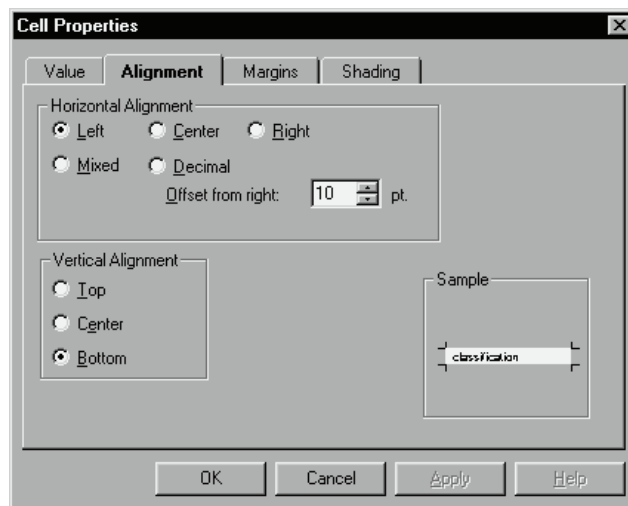 Cell Properties
Value Alignment Margins Shading
Horizontal Alignment
Left Center Right
Mixed Decimal
Offset from right: 10 pt.
Vertical Alignment
Top
Center
Bottom
Sample
classification
OK Cancel Apply Help